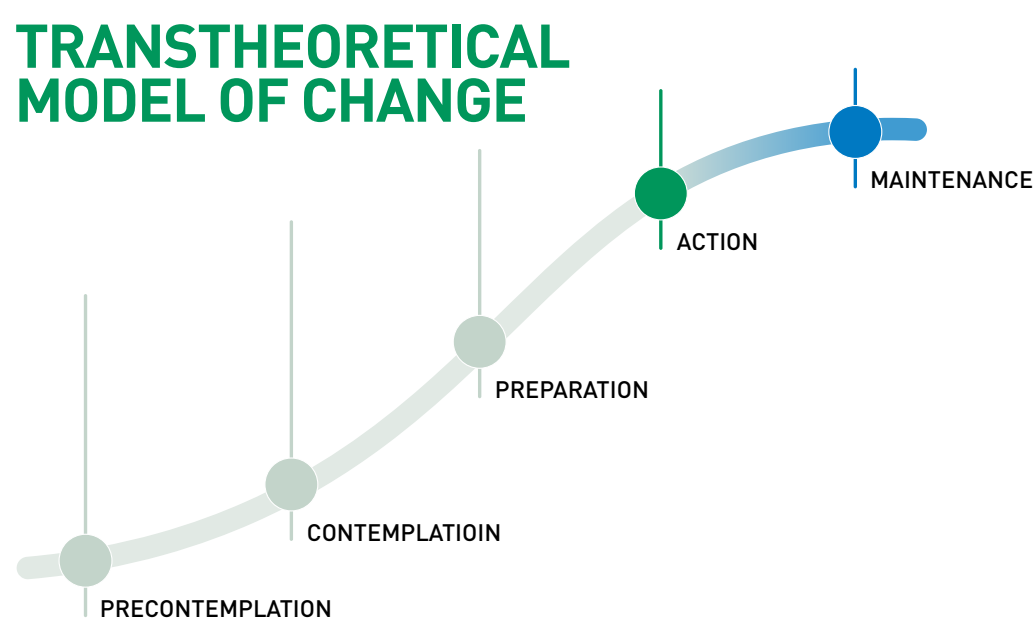 TRANSTHEORETICAL
MODEL OF CHANGE
MAINTENANCE
ACTION
PREPARATION
CONTEMPLATIOIN
PRECONTEMPLATION